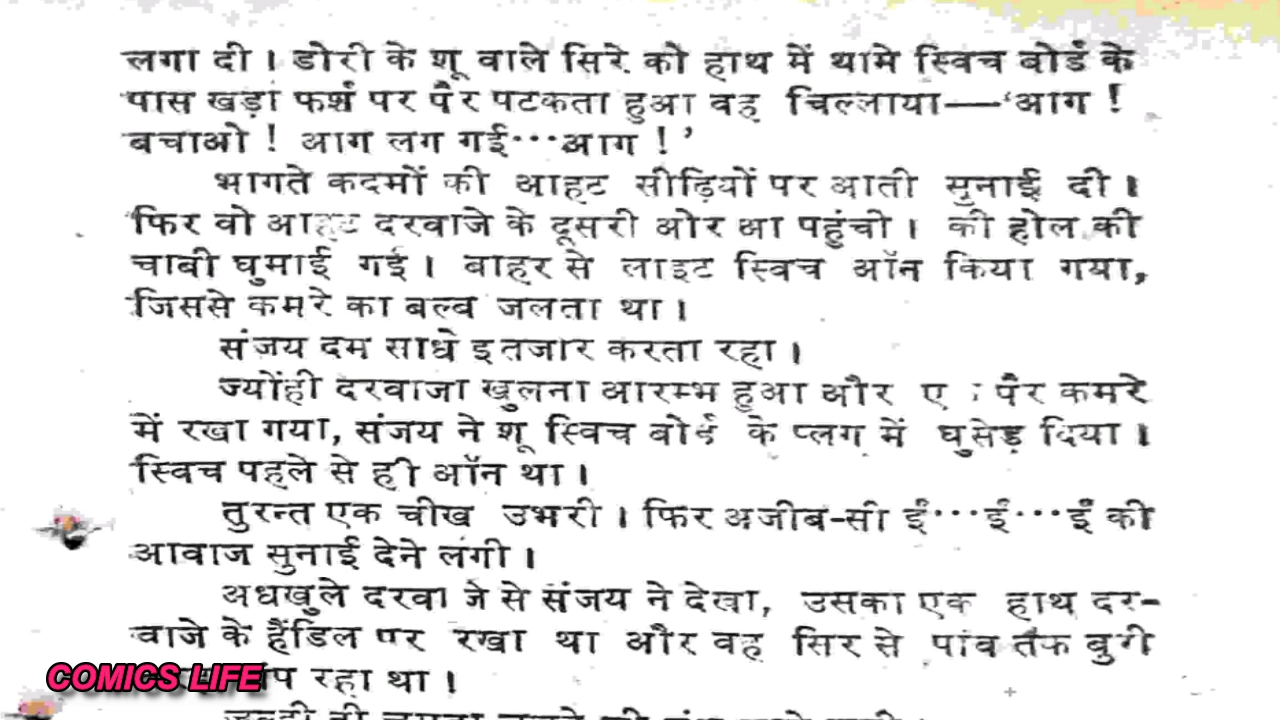 लगा दी । डोरी के शू वाले सिरे को हाथ में थामे स्विच बोर्ड के
पास खड़ा फर्श पर पैर पटकता हुआ वह चिल्लाया—‘आग !
बचाओ ! आग लग गई···आग !’
भागते कदमों की आहट सीढ़ियों पर आती सुनाई दी ।
फिर वो आहट दरवाजे के दूसरी ओर आ पहुंची । की होल की
चाबी घुमाई गई । बाहर से लाइट स्विच ऑन किया गया,
जिससे कमरे का बल्ब जलता था ।
संजय दम साधे इतजार करता रहा ।
ज्योंही दरवाजा खुलना आरम्भ हुआ और पैर कमरे
में रखा गया, संजय ने शू स्विच बोर्ड के प्लग में घुसेड़ दिया ।
स्विच पहले से ही ऑन था ।
तुरन्त एक चीख उभरी । फिर अजीब-सी ईं···ईं···ईं की
आवाज सुनाई देने लगी ।
अधखुले दरवाजे से संजय ने देखा, उसका एक हाथ दर-
वाजे के हैंडिल पर रखा था और वह सिर से पांव तक बुरी
रहा था ।
COMICS LIFE